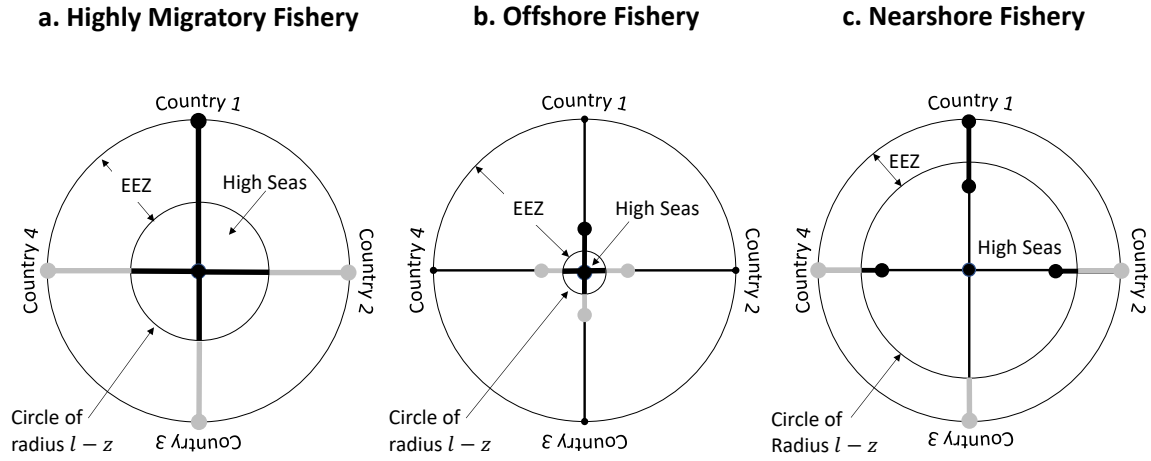 a. Highly Migratory Fishery
Country 1
EEZ
High Seas
Country 4
Country 2
Country 3
Circle of
radius l − z
b. Offshore Fishery
Country 1
EEZ
High Seas
Country 4
Country 2
Country 3
Circle of
radius l − z
c. Nearshore Fishery
Country 1
EEZ
High Seas
Country 4
Country 2
Country 3
Circle of
Radius l − z